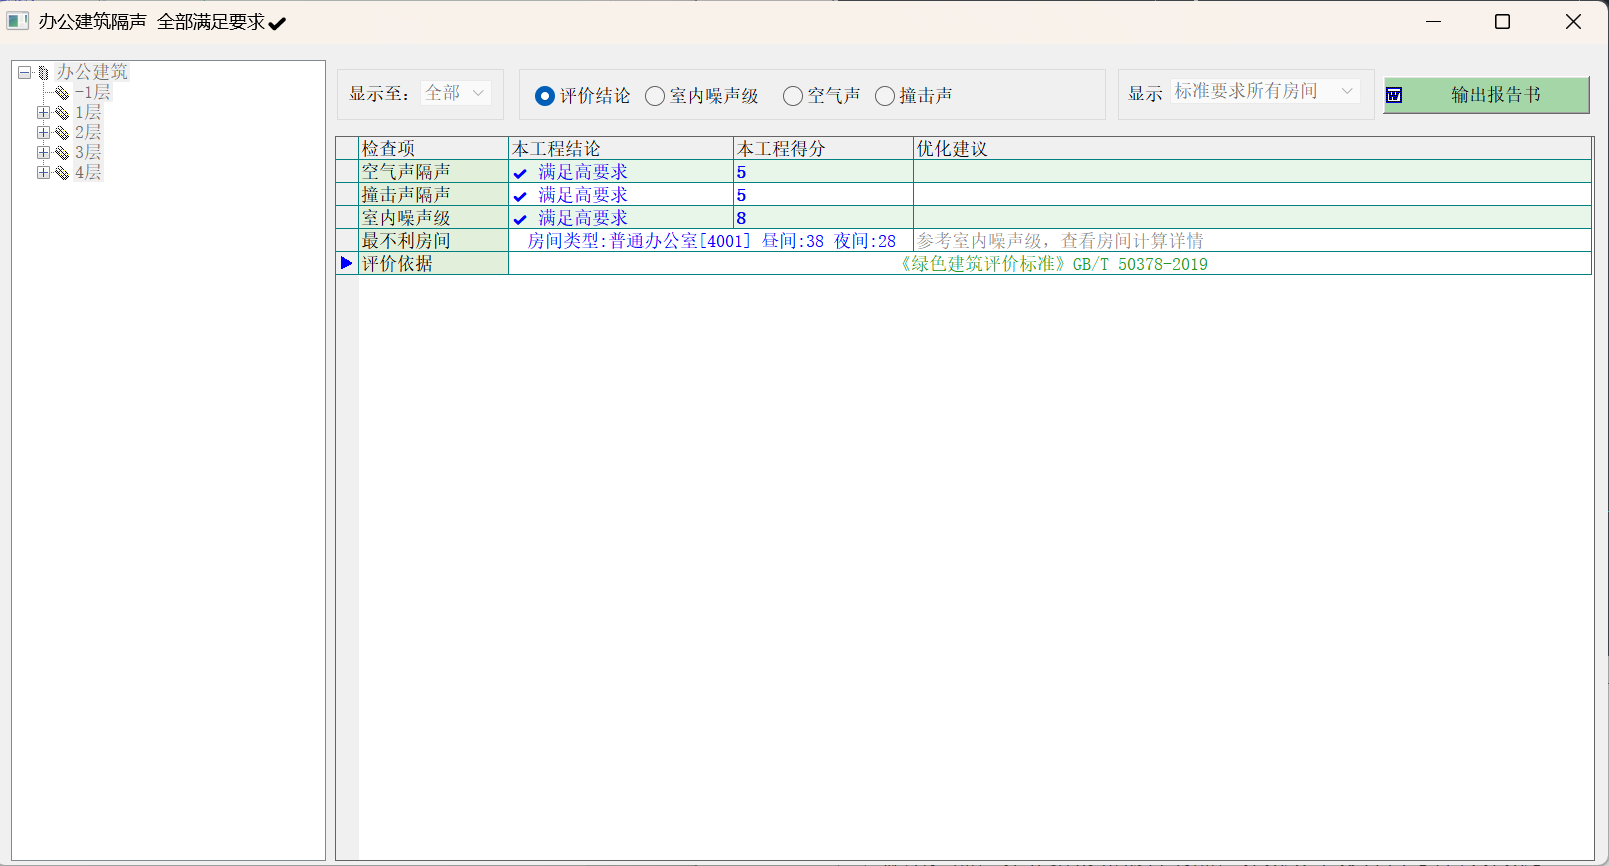 办公建筑隔声 全部满足要求✔
办公建筑
-1层
1层
2层
3层
4层
显示至: 全部
评价结论 室内噪声级 空气声 撞击声
显示 标准要求所有房间
输出报告书
检查项 本工程结论 本工程得分 优化建议
空气声隔声 ✔ 满足高要求 5
撞击声隔声 ✔ 满足高要求 5
室内噪声级 ✔ 满足高要求 8
最不利房间 房间类型:普通办公室[4001] 昼间:38 夜间:28 参考室内噪声级，查看房间计算详情
评价依据 《绿色建筑评价标准》GB/T 50378-2019